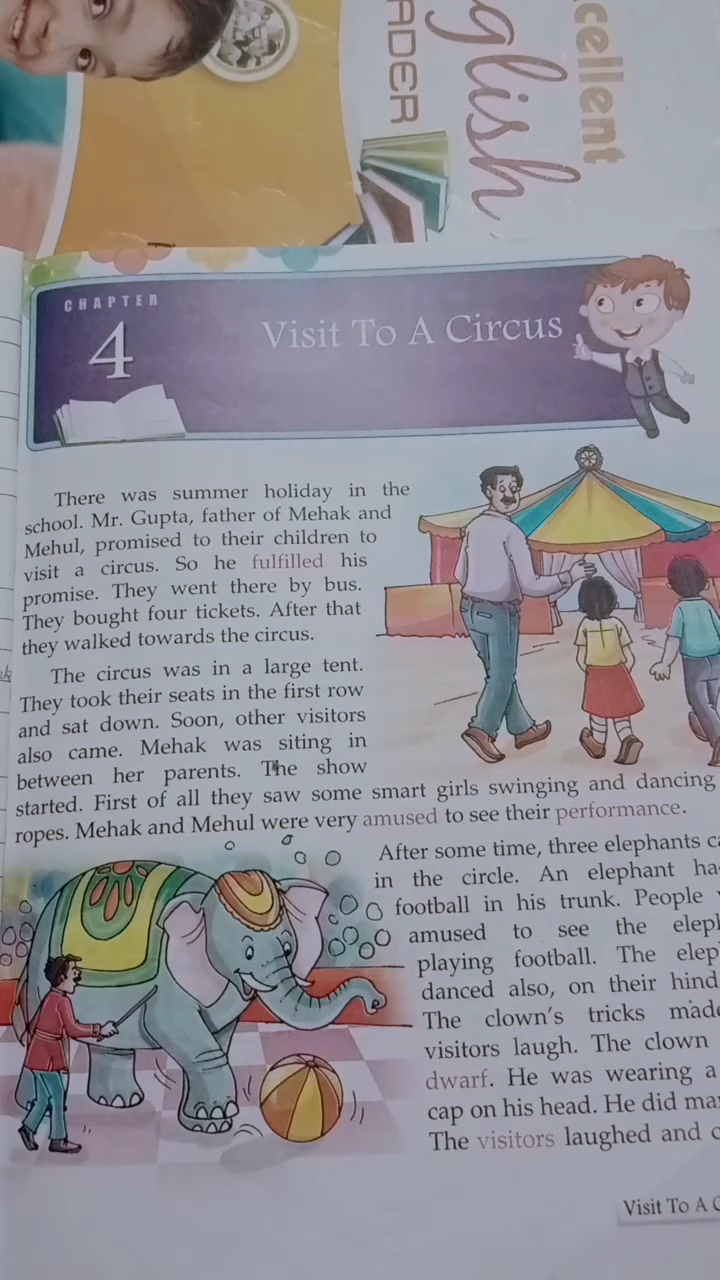 cellent
glish
ADER
CHAPTER
4
Visit To A Circus
There was summer holiday in the
school. Mr. Gupta, father of Mehak and
Mehul, promised to their children to
visit a circus. So he fulfilled his
promise. They went there by bus.
They bought four tickets. After that
they walked towards the circus.
The circus was in a large tent.
They took their seats in the first row
and sat down. Soon, other visitors
also came. Mehak was siting in
between her parents. The show
started. First of all they saw some smart girls swinging and dancing
ropes. Mehak and Mehul were very amused to see their performance.
After some time, three elephants
in the circle. An elephant
football in his trunk. People
amused to see the
playing football. The
danced also, on their hind
The clown's tricks
visitors laugh. The clown
dwarf. He was wearing a
cap on his head. He did
The visitors laughed and
Visit To A